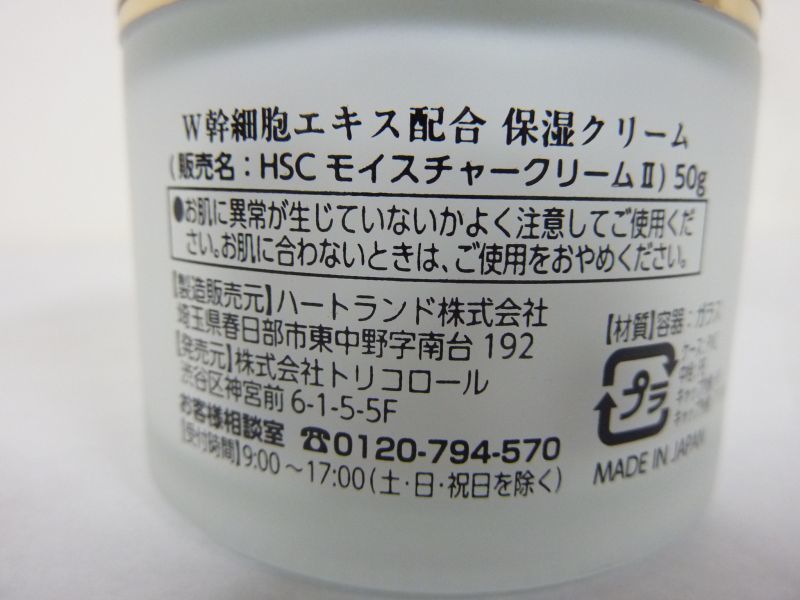 W幹細胞エキス配合 保湿クリーム
(販売名：HSC モイスチャークリームⅡ) 50g
●お肌に異常が生じていないかよく注意してご使用くだ
さい。お肌に合わないときは、ご使用をおやめください。
【製造販売元】ハートランド株式会社
埼玉県春日部市東中野字南台 192
【発売元】株式会社トリコロール
渋谷区神宮前 6-1-5-5F
お客様相談室 ☎0120-794-570
【受付時間】9:00～17:00(土・日・祝日を除く)
【材質】容器：ガラス
プラ
MADE IN JAPAN